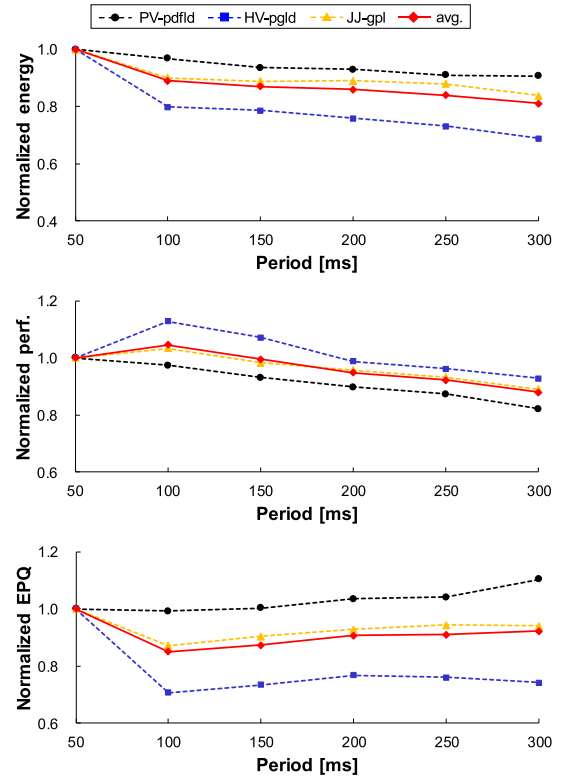 PV-pdfld HV-pgld JJ-gpl avg.
Normalized energy
1.0
0.8
0.6
0.4
50 100 150 200 250 300
Period [ms]
Normalized perf.
1.2
1.0
0.8
0.6
50 100 150 200 250 300
Period [ms]
Normalized EPQ
1.2
1.0
0.8
0.6
50 100 150 200 250 300
Period [ms]